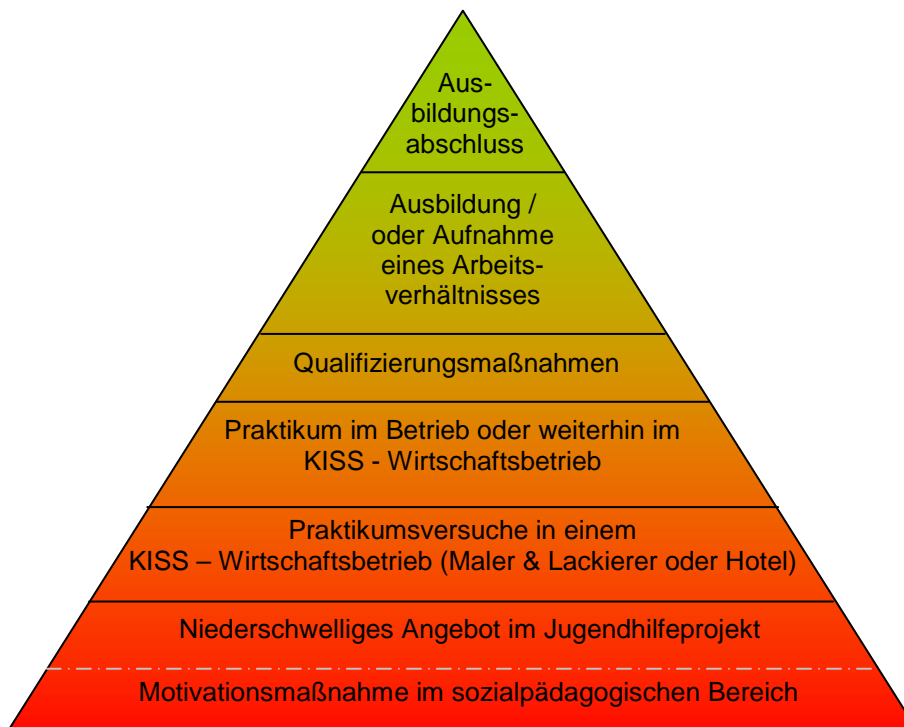 Aus-
bildungs-
abschluss
Ausbildung /
oder Aufnahme
eines Arbeits-
verhältnisses
Qualifizierungsmaßnahmen
Praktikum im Betrieb oder weiterhin im
KISS - Wirtschaftsbetrieb
Praktikumsversuche in einem
KISS – Wirtschaftsbetrieb (Maler & Lackierer oder Hotel)
Niederschwelliges Angebot im Jugendhilfeprojekt
Motivationsmaßnahme im sozialpädagogischen Bereich